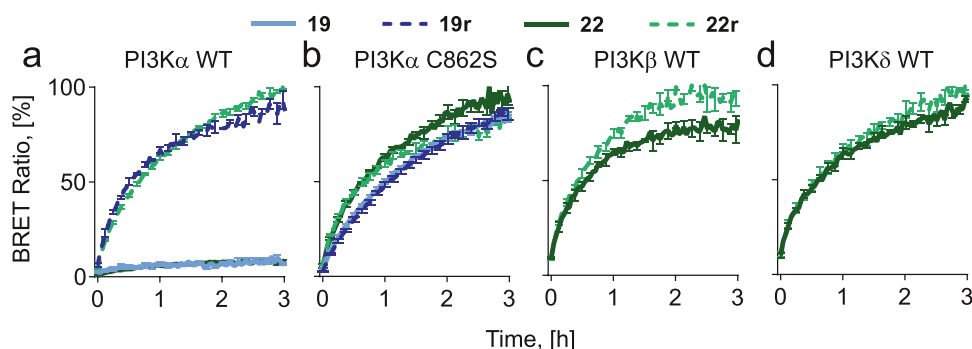 19 19r 22 22r
a PI3Kα WT b PI3Kα C862S c PI3Kβ WT d PI3Kδ WT
BRET Ratio, [%]
100
50
0
0 1 2 3 0 1 2 3 0 1 2 3 0 1 2 3
Time, [h]